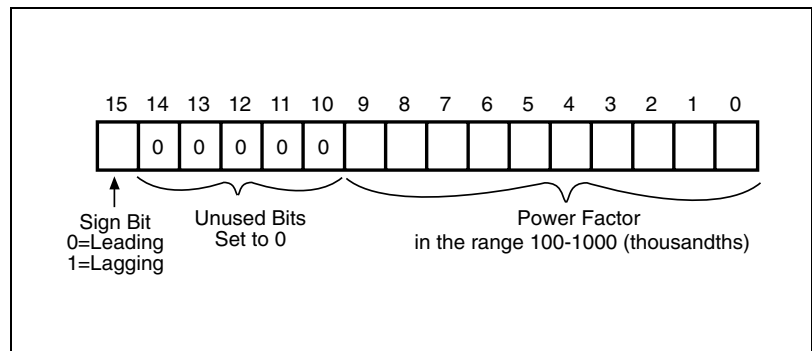 15 14 13 12 11 10 9 8 7 6 5 4 3 2 1 0
0 0 0 0 0
Sign Bit
0=Leading
1=Lagging
Unused Bits
Set to 0
Power Factor
in the range 100-1000 (thousandths)